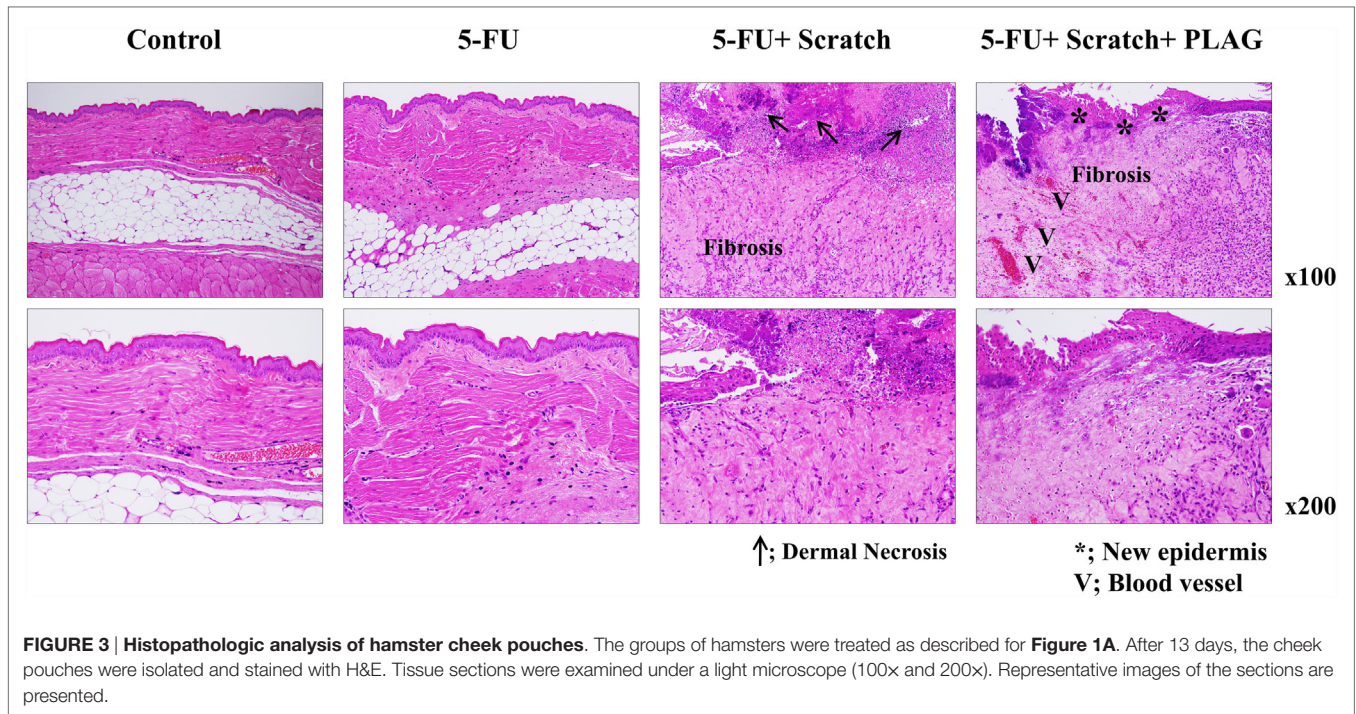 Control 5-FU 5-FU+ Scratch 5-FU+ Scratch+ PLAG
Fibrosis
Fibrosis
V
V
V
* * *
x100
x200
↑; Dermal Necrosis
*; New epidermis
V; Blood vessel
FIGURE 3 | Histopathologic analysis of hamster cheek pouches. The groups of hamsters were treated as described for Figure 1A. After 13 days, the cheek
pouches were isolated and stained with H&E. Tissue sections were examined under a light microscope (100× and 200×). Representative images of the sections are
presented.